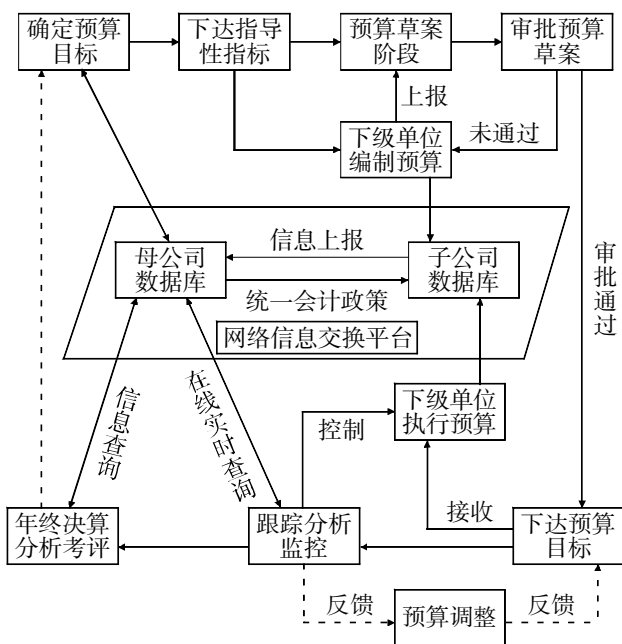 确定预算
目标
下达指导
性指标
预算草案
阶段
审批预算
草案
上报
下级单位
编制预算
未通过
信息上报
母公司
数据库
子公司
数据库
统一会计政策
网络信息交换平台
审批通过
信息查询
在线实时查询
下级单位
执行预算
控制
接收
年终决算
分析考评
跟踪分析
监控
下达预算
目标
反馈
预算调整
反馈